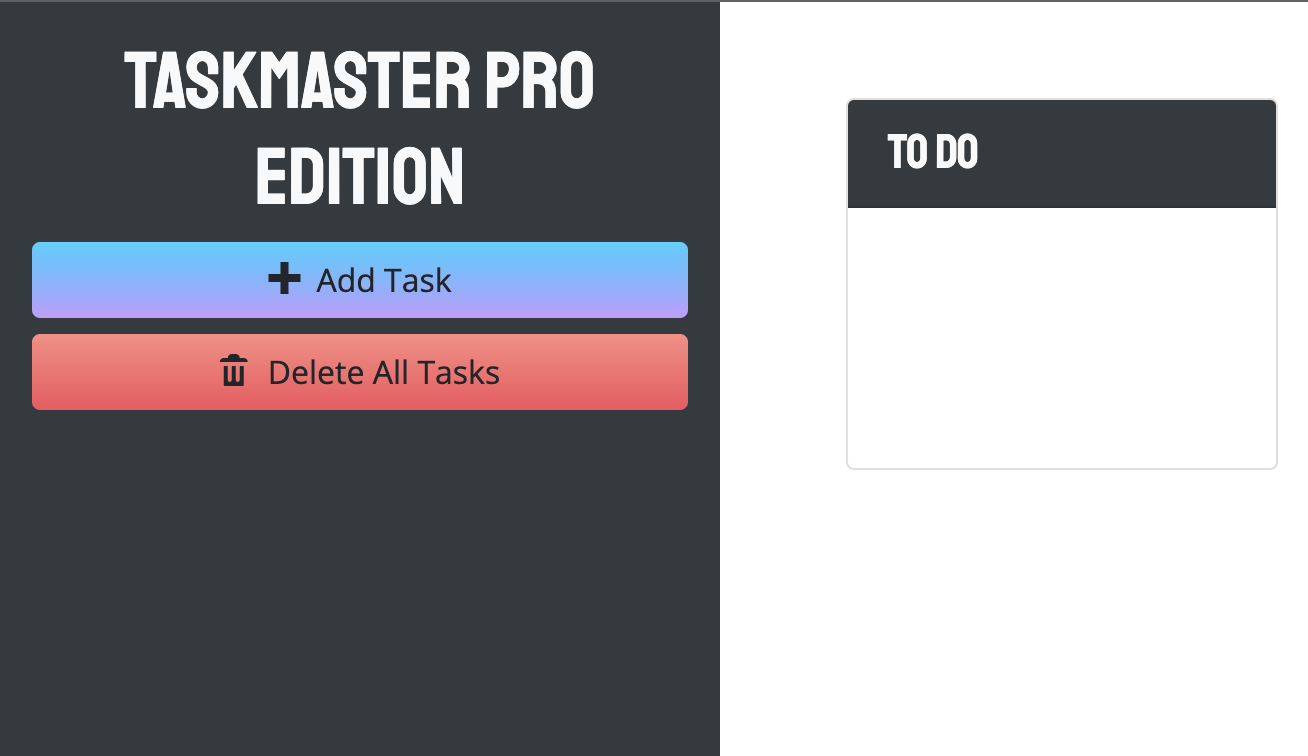 TASKMASTER PRO
EDITION
Add Task
Delete All Tasks
TO DO